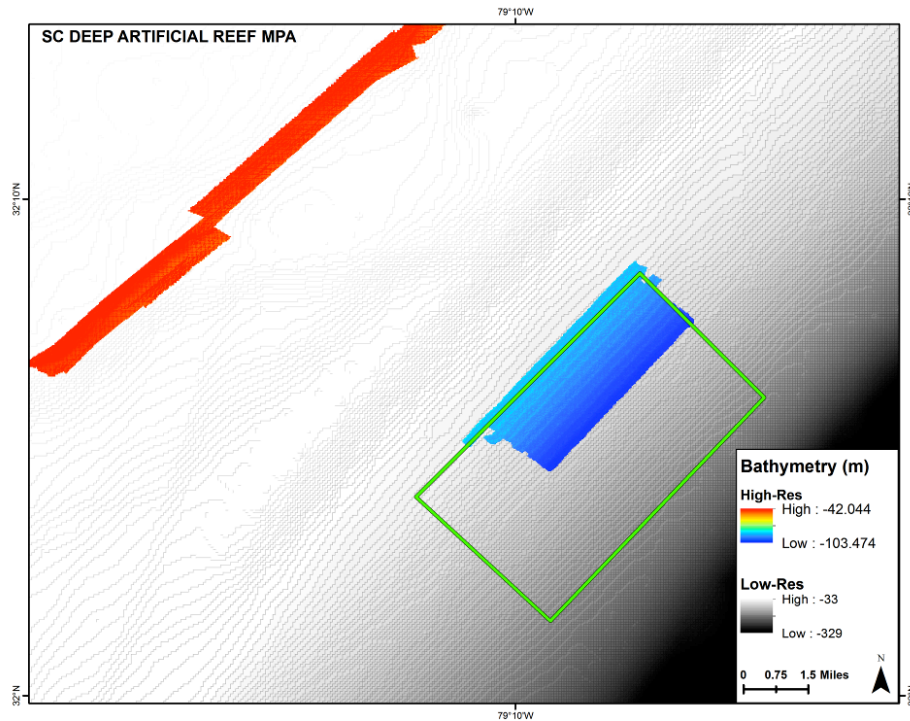 79°10'W
SC DEEP ARTIFICIAL REEF MPA
32°10'N
Bathymetry (m)
High-Res
High : -42.044
Low : -103.474
Low-Res
High : -33
Low : -329
0 0.75 1.5 Miles
N
32°N
79°10'W